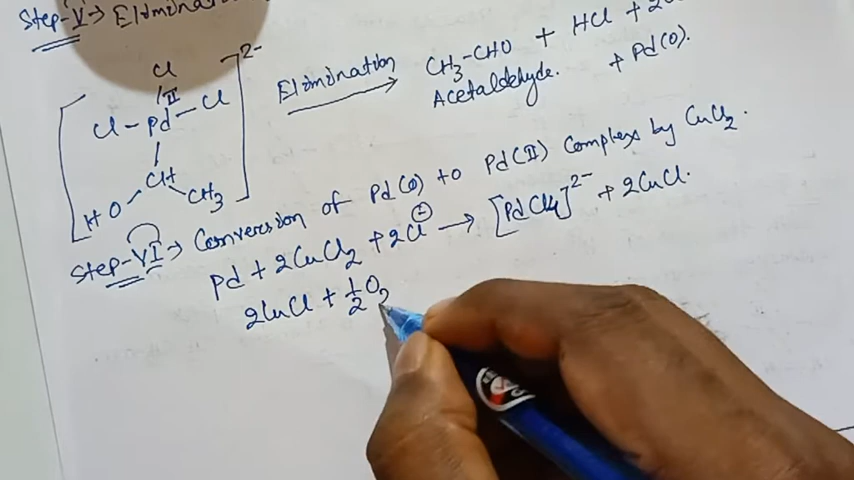 Step-V→ Elimina
[Cl Pd II Cl Cl CH HO CH3]2-
Elimination
CH3-CHO + HCl + 2
Acetaldehyde. + Pd(0).
Step-VI→ Conversion of Pd(0) to Pd(II) Complex by CuCl2.
Pd + 2CuCl2 + 2Cl⊖ → [PdCl4]2- + 2CuCl.
2CuCl + 1/2 O2